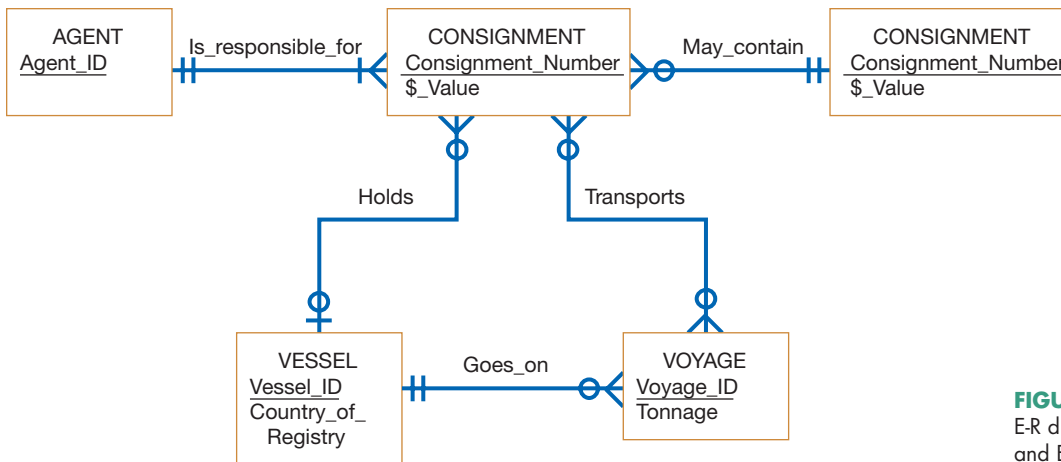 AGENT
Agent_ID
Is_responsible_for
CONSIGNMENT
Consignment_Number
$_Value
May_contain
CONSIGNMENT
Consignment_Number
$_Value
Holds
Transports
VESSEL
Vessel_ID
Country_of_
Registry
Goes_on
VOYAGE
Voyage_ID
Tonnage
E-R
and